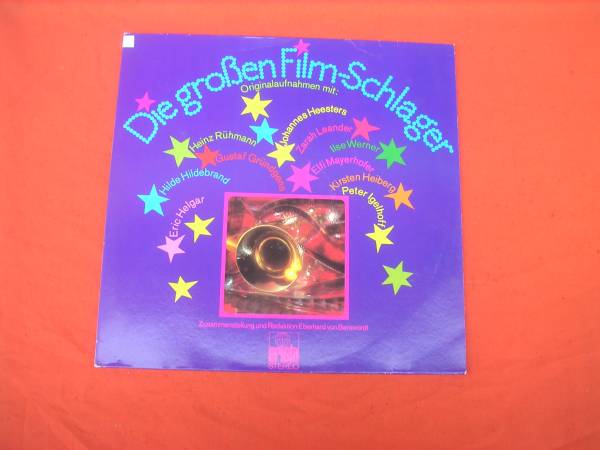 Die großen Film-Schlager
Originalaufnahmen mit:
Johannes Heesters
Heinz Rühmann
Zarah Leander
Ilse Werner
Gustaf Gründgens
Elfi Mayerhofer
Hilde Hildebrand
Kirsten Heiberg
Eric Helgar
Peter Igelhoff
Zusammenstellung und Redaktion Eberhard von Berswordt
STEREO